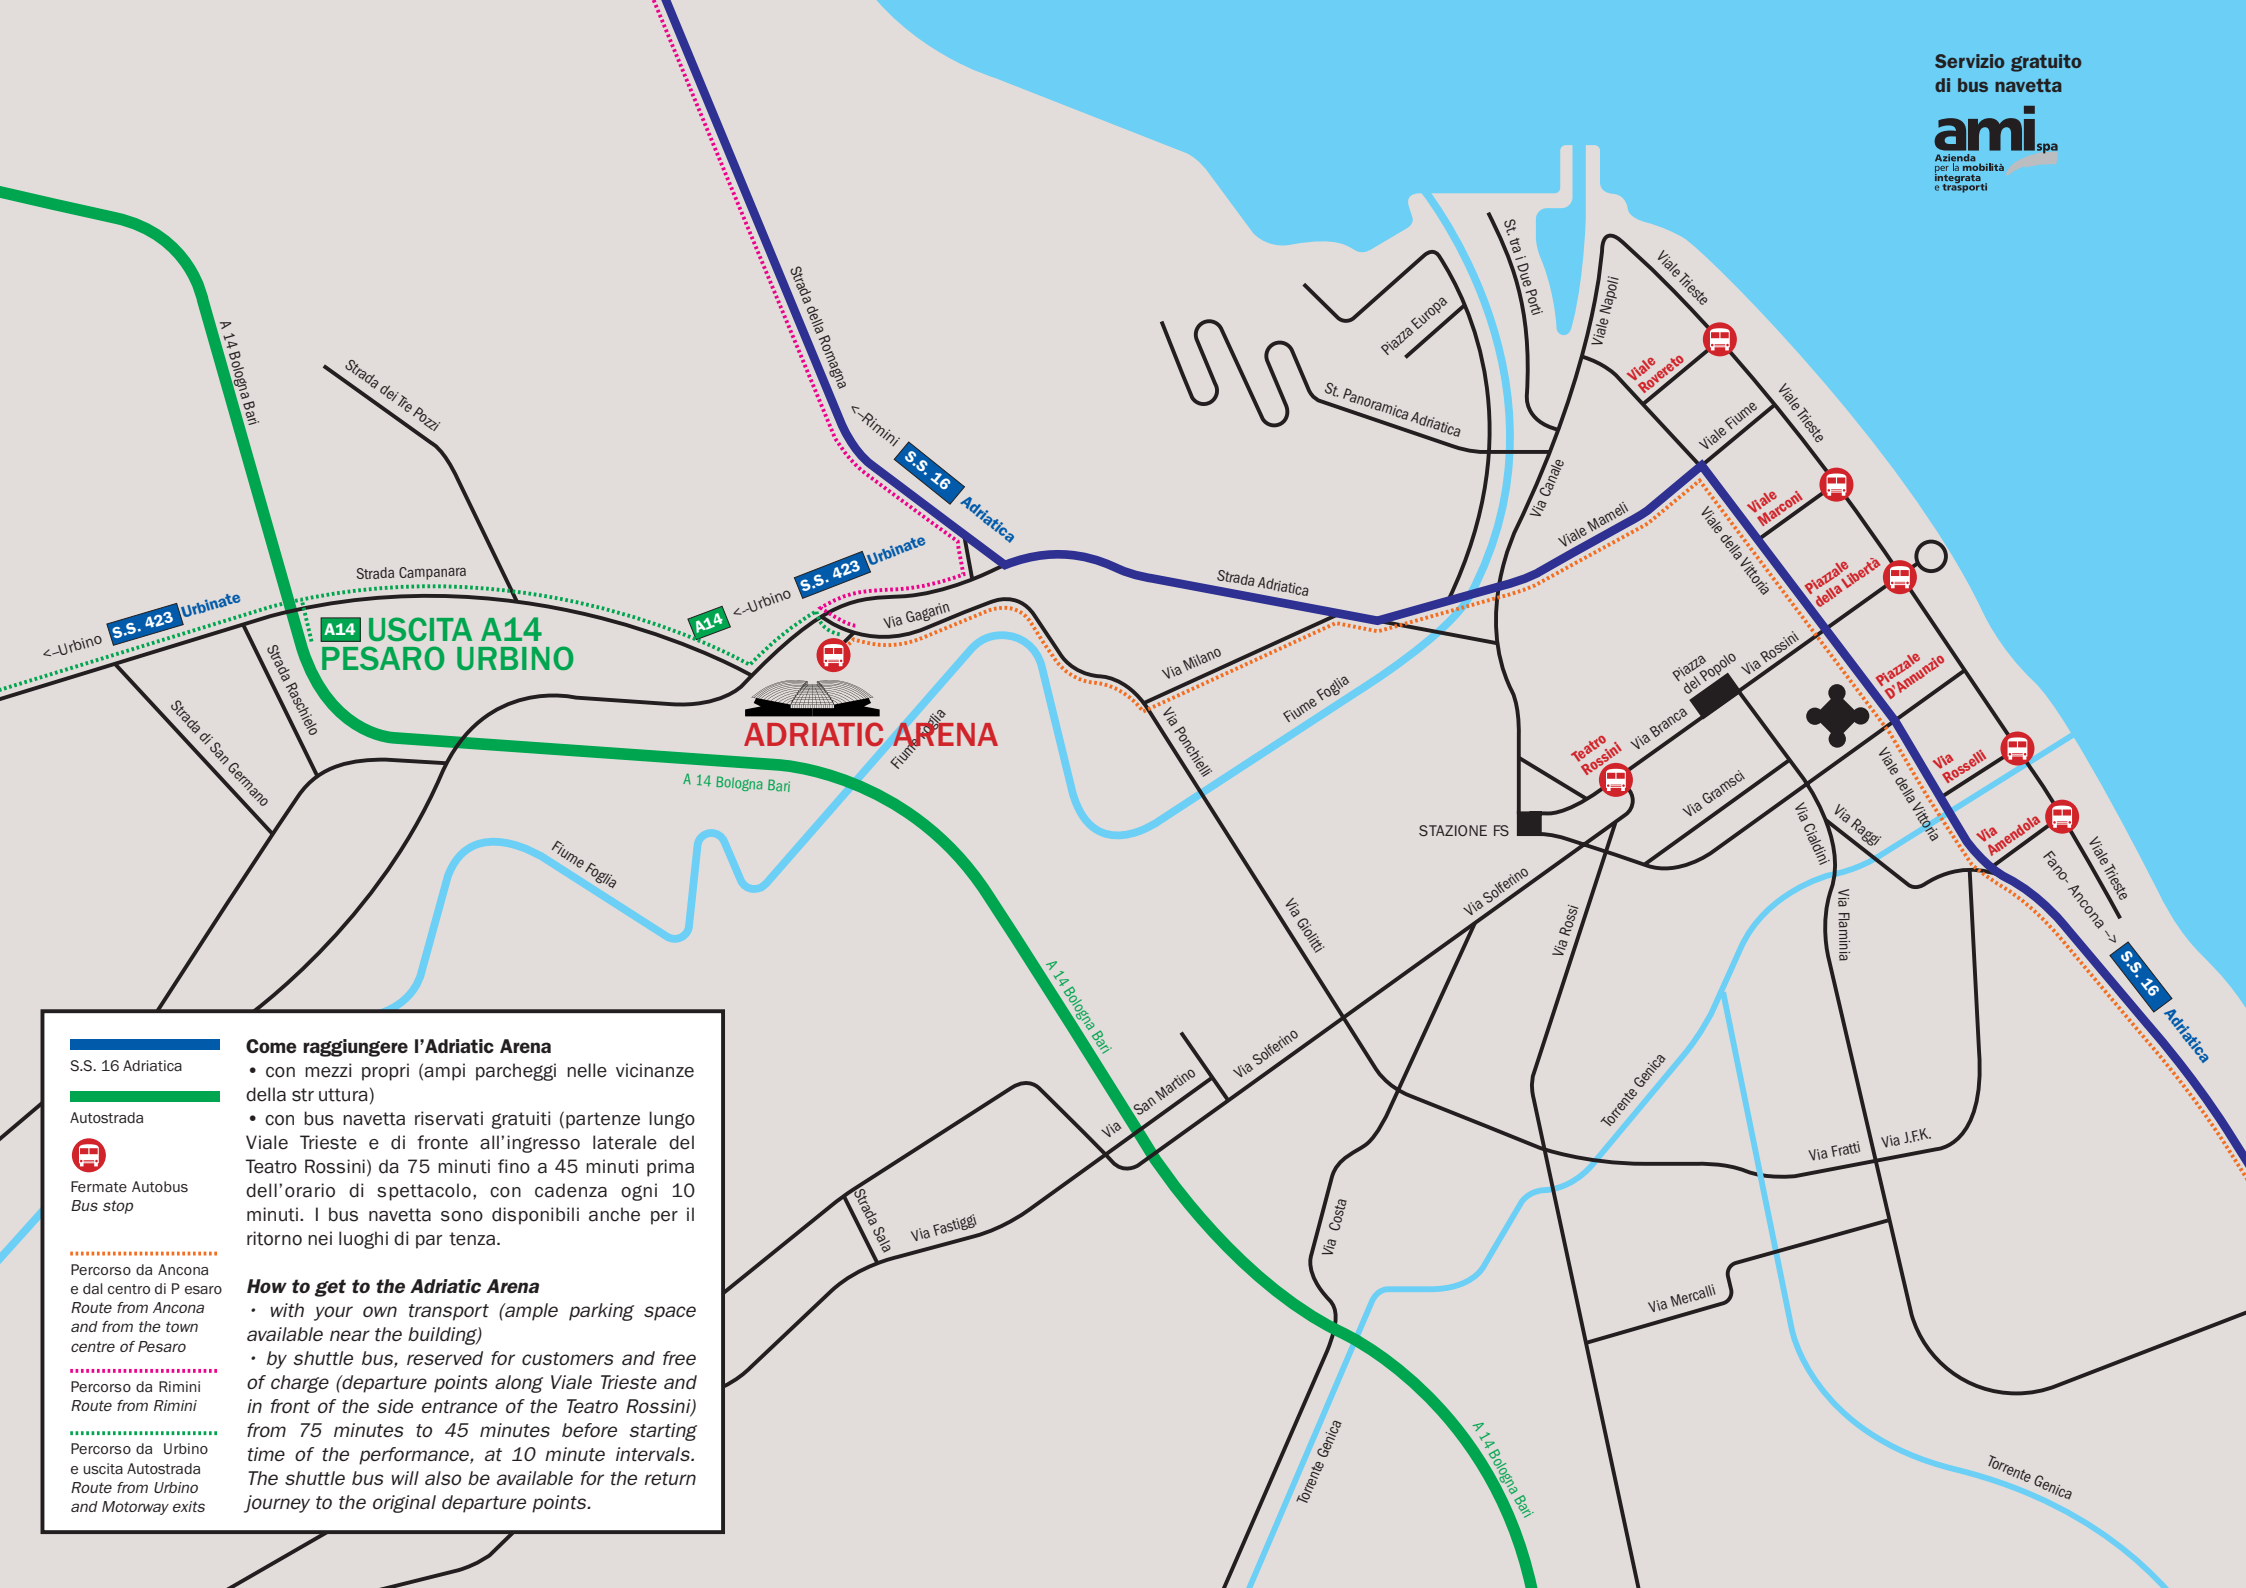 Servizio gratuito
di bus navetta
ami spa
Azienda
per la mobilità
integrata
e trasporti
St. tra i Due Porti
Viale Napoli
Viale Trieste
Piazza Europa
St. Panoramica Adriatica
Viale
Rovereto
Viale Fiume
Viale Trieste
Via Canale
Viale Mameli
Viale
Marconi
Viale della Vittoria
Piazzale
della Libertà
Piazzale
D'Annunzio
Piazza
del Popolo
Via Rossini
Via Branca
Teatro
Rossini
Via Gramsci
STAZIONE FS
Viale della Vittoria
Via
Rosselli
Via
Amendola
Viale Trieste
Via Cialdini
Via Raggi
Via Flaminia
Fano- Ancona -->
S.S. 16
Adriatica
A 14 Bologna Bari
Strada dei Tre Pozzi
Strada della Romagna
<--Rimini
S.S. 16
Adriatica
Strada Campanara
<--Urbino
S.S. 423
Urbinate
A14
<--Urbino
S.S. 423
Urbinate
A14 USCITA A14
PESARO URBINO
Strada Raschielo
Strada di San Germano
Via Gagarin
Strada Adriatica
Via Milano
Fiume Foglia
ADRIATIC ARENA
Fiume Foglia
A 14 Bologna Bari
Fiume Foglia
Via Ponchielli
Via Giolitti
Via Solferino
Via Rossi
A 14 Bologna Bari
Via Solferino
Via San Martino
Torrente Genica
Via Fratti
Via J.F.K.
Strada Sala
Via Fastiggi
Via Costa
Via Mercalli
Torrente Genica
A 14 Bologna Bari
Torrente Genica
S.S. 16 Adriatica
Autostrada
Fermate Autobus
Bus stop
Percorso da Ancona
e dal centro di P esaro
Route from Ancona
and from the town
centre of Pesaro
Percorso da Rimini
Route from Rimini
Percorso da Urbino
e uscita Autostrada
Route from Urbino
and Motorway exits
Come raggiungere l'Adriatic Arena
• con mezzi propri (ampi parcheggi nelle vicinanze
della str uttura)
• con bus navetta riservati gratuiti (partenze lungo
Viale Trieste e di fronte all'ingresso laterale del
Teatro Rossini) da 75 minuti fino a 45 minuti prima
dell'orario di spettacolo, con cadenza ogni 10
minuti. I bus navetta sono disponibili anche per il
ritorno nei luoghi di par tenza.
How to get to the Adriatic Arena
· with your own transport (ample parking space
available near the building)
· by shuttle bus, reserved for customers and free
of charge (departure points along Viale Trieste and
in front of the side entrance of the Teatro Rossini)
from 75 minutes to 45 minutes before starting
time of the performance, at 10 minute intervals.
The shuttle bus will also be available for the return
journey to the original departure points.